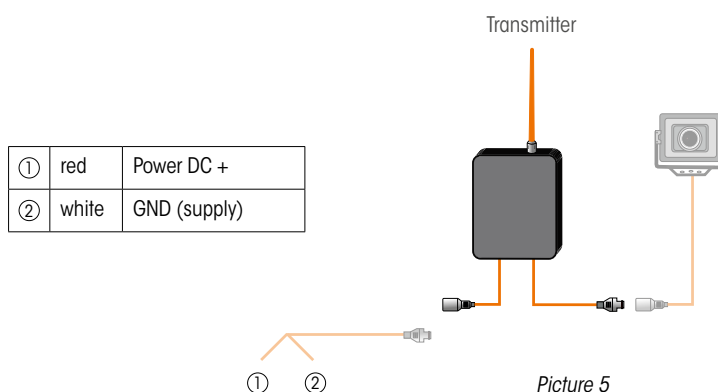 Transmitter
① red Power DC +
② white GND (supply)
① ②
Picture 5